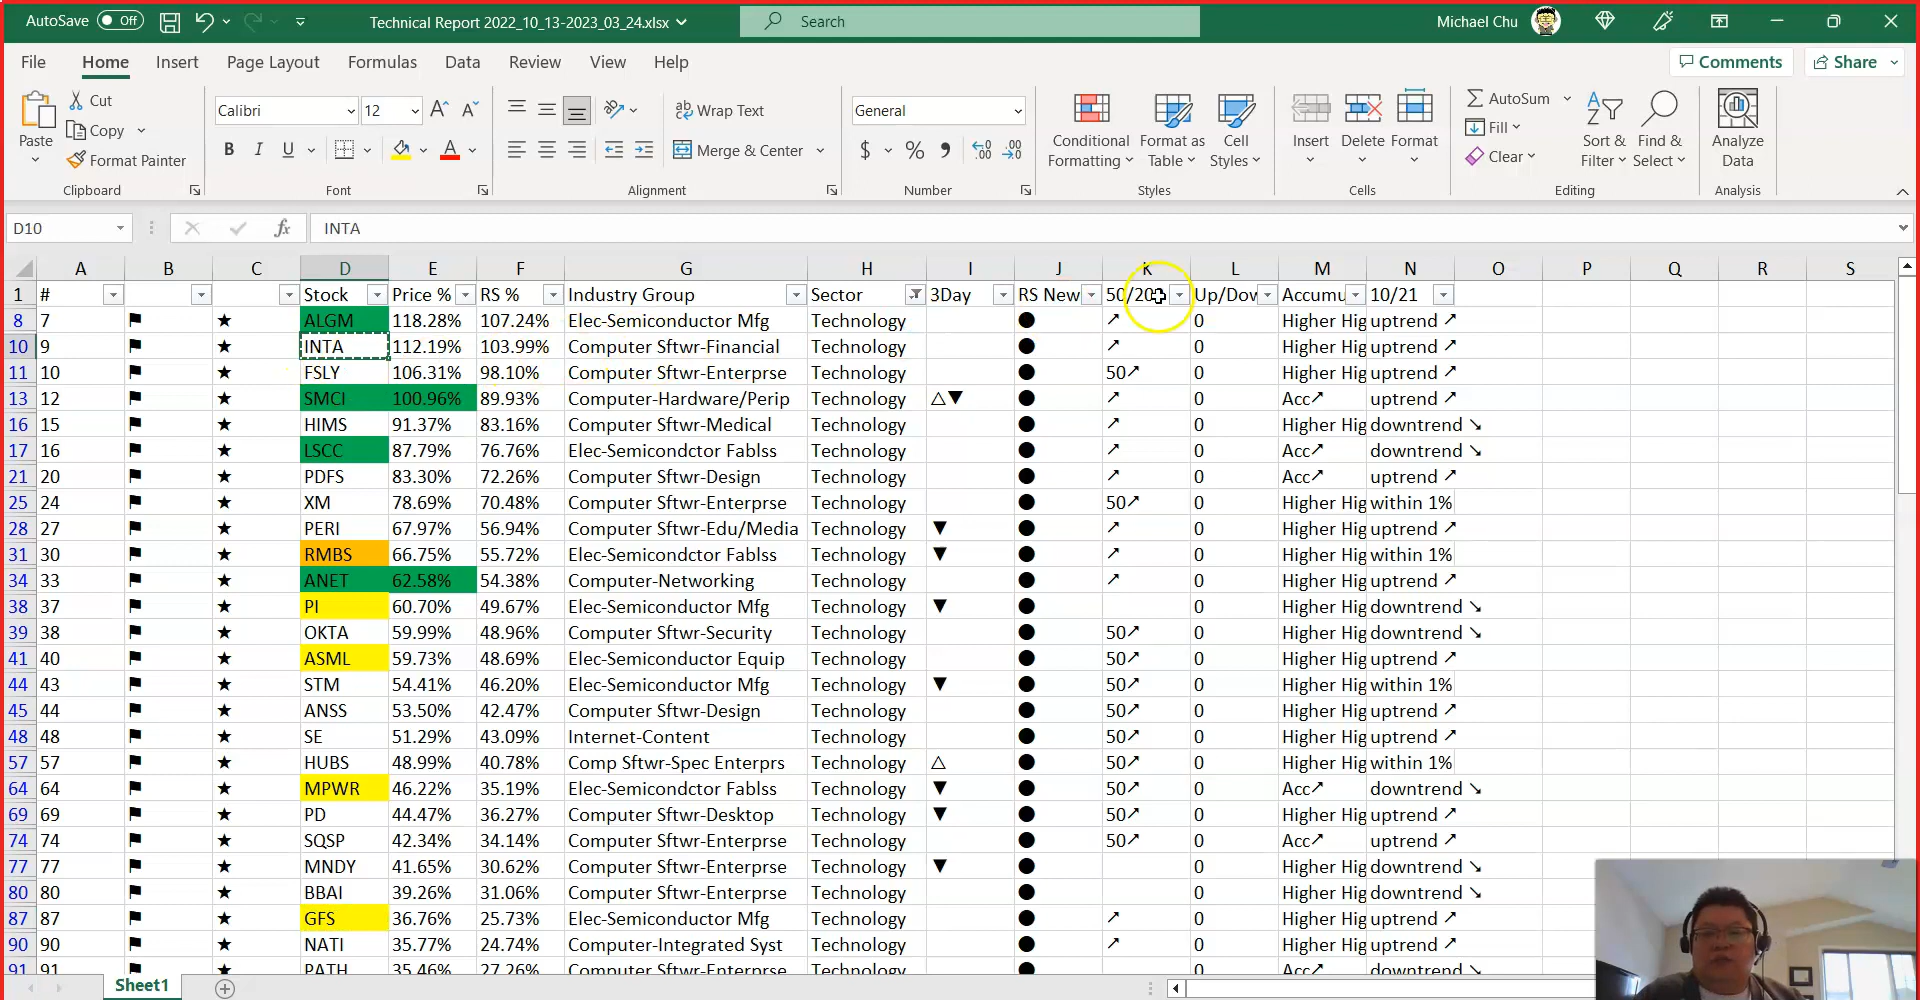 AutoSave Off Technical Report 2022_10_13-2023_03_24.xlsx Search Michael Chu
File Home Insert Page Layout Formulas Data Review View Help Comments Share
Paste Cut Copy Format Painter Clipboard
Calibri 12 B I U A Font
Wrap Text Merge & Center Alignment
General $ % Number
Conditional Formatting Format as Table Cell Styles Styles
Insert Delete Format Cells
AutoSum Fill Clear Sort & Filter Find & Select Editing
Analyze Data Analysis
D10 fx INTA
A B C D E F G H I J K L M N O P Q R S
1 # Stock Price % RS % Industry Group Sector 3Day RS New 50/20 Up/Dow Accumu 10/21
8 7 ⚑ ★ ALGM 118.28% 107.24% Elec-Semiconductor Mfg Technology ● ↗ 0 Higher Hig uptrend ↗
10 9 ⚑ ★ INTA 112.19% 103.99% Computer Sftwr-Financial Technology ● ↗ 0 Higher Hig uptrend ↗
11 10 ⚑ ★ FSLY 106.31% 98.10% Computer Sftwr-Enterprse Technology ● 50↗ 0 Higher Hig uptrend ↗
13 12 ⚑ ★ SMCI 100.96% 89.93% Computer-Hardware/Perip Technology △▼ ● ↗ 0 Acc↗ uptrend ↗
16 15 ⚑ ★ HIMS 91.37% 83.16% Computer Sftwr-Medical Technology ● ↗ 0 Higher Hig downtrend ↘
17 16 ⚑ ★ LSCC 87.79% 76.76% Elec-Semicondctor Fablss Technology ● ↗ 0 Acc↗ downtrend ↘
21 20 ⚑ ★ PDFS 83.30% 72.26% Computer Sftwr-Design Technology ● ↗ 0 Acc↗ uptrend ↗
25 24 ⚑ ★ XM 78.69% 70.48% Computer Sftwr-Enterprse Technology ● 50↗ 0 Higher Hig within 1%
28 27 ⚑ ★ PERI 67.97% 56.94% Computer Sftwr-Edu/Media Technology ▼ ● ↗ 0 Higher Hig uptrend ↗
31 30 ⚑ ★ RMBS 66.75% 55.72% Elec-Semicondctor Fablss Technology ▼ ● ↗ 0 Higher Hig within 1%
34 33 ⚑ ★ ANET 62.58% 54.38% Computer-Networking Technology ● ↗ 0 Higher Hig uptrend ↗
38 37 ⚑ ★ PI 60.70% 49.67% Elec-Semiconductor Mfg Technology ▼ ● 0 Higher Hig downtrend ↘
39 38 ⚑ ★ OKTA 59.99% 48.96% Computer Sftwr-Security Technology ● 50↗ 0 Higher Hig downtrend ↘
41 40 ⚑ ★ ASML 59.73% 48.69% Elec-Semiconductor Equip Technology ● 50↗ 0 Higher Hig uptrend ↗
44 43 ⚑ ★ STM 54.41% 46.20% Elec-Semiconductor Mfg Technology ▼ ● 50↗ 0 Higher Hig within 1%
45 44 ⚑ ★ ANSS 53.50% 42.47% Computer Sftwr-Design Technology ● 50↗ 0 Higher Hig uptrend ↗
48 48 ⚑ ★ SE 51.29% 43.09% Internet-Content Technology ● 50↗ 0 Higher Hig uptrend ↗
57 57 ⚑ ★ HUBS 48.99% 40.78% Comp Sftwr-Spec Enterprs Technology △ ● 50↗ 0 Higher Hig within 1%
64 64 ⚑ ★ MPWR 46.22% 35.19% Elec-Semicondctor Fablss Technology ▼ ● 50↗ 0 Acc↗ downtrend ↘
69 69 ⚑ ★ PD 44.47% 36.27% Computer Sftwr-Desktop Technology ▼ ● 50↗ 0 Higher Hig uptrend ↗
74 74 ⚑ ★ SQSP 42.34% 34.14% Computer Sftwr-Enterprse Technology ● 50↗ 0 Acc↗ uptrend ↗
77 77 ⚑ ★ MNDY 41.65% 30.62% Computer Sftwr-Enterprse Technology ▼ ● 0 Higher Hig downtrend ↘
80 80 ⚑ ★ BBAI 39.26% 31.06% Computer Sftwr-Enterprse Technology ● 0 Higher Hig downtrend ↘
87 87 ⚑ ★ GFS 36.76% 25.73% Elec-Semiconductor Mfg Technology ● ↗ 0 Higher Hig uptrend ↗
90 90 ⚑ ★ NATI 35.77% 24.74% Computer-Integrated Syst Technology ● ↗ 0 Higher Hig uptrend ↗
91 91 ⚑ ★ PATH 35.46% 27.26% Computer Sftwr-Enterprse Technology ● 0 Acc↗ downtrend ↘
Sheet1